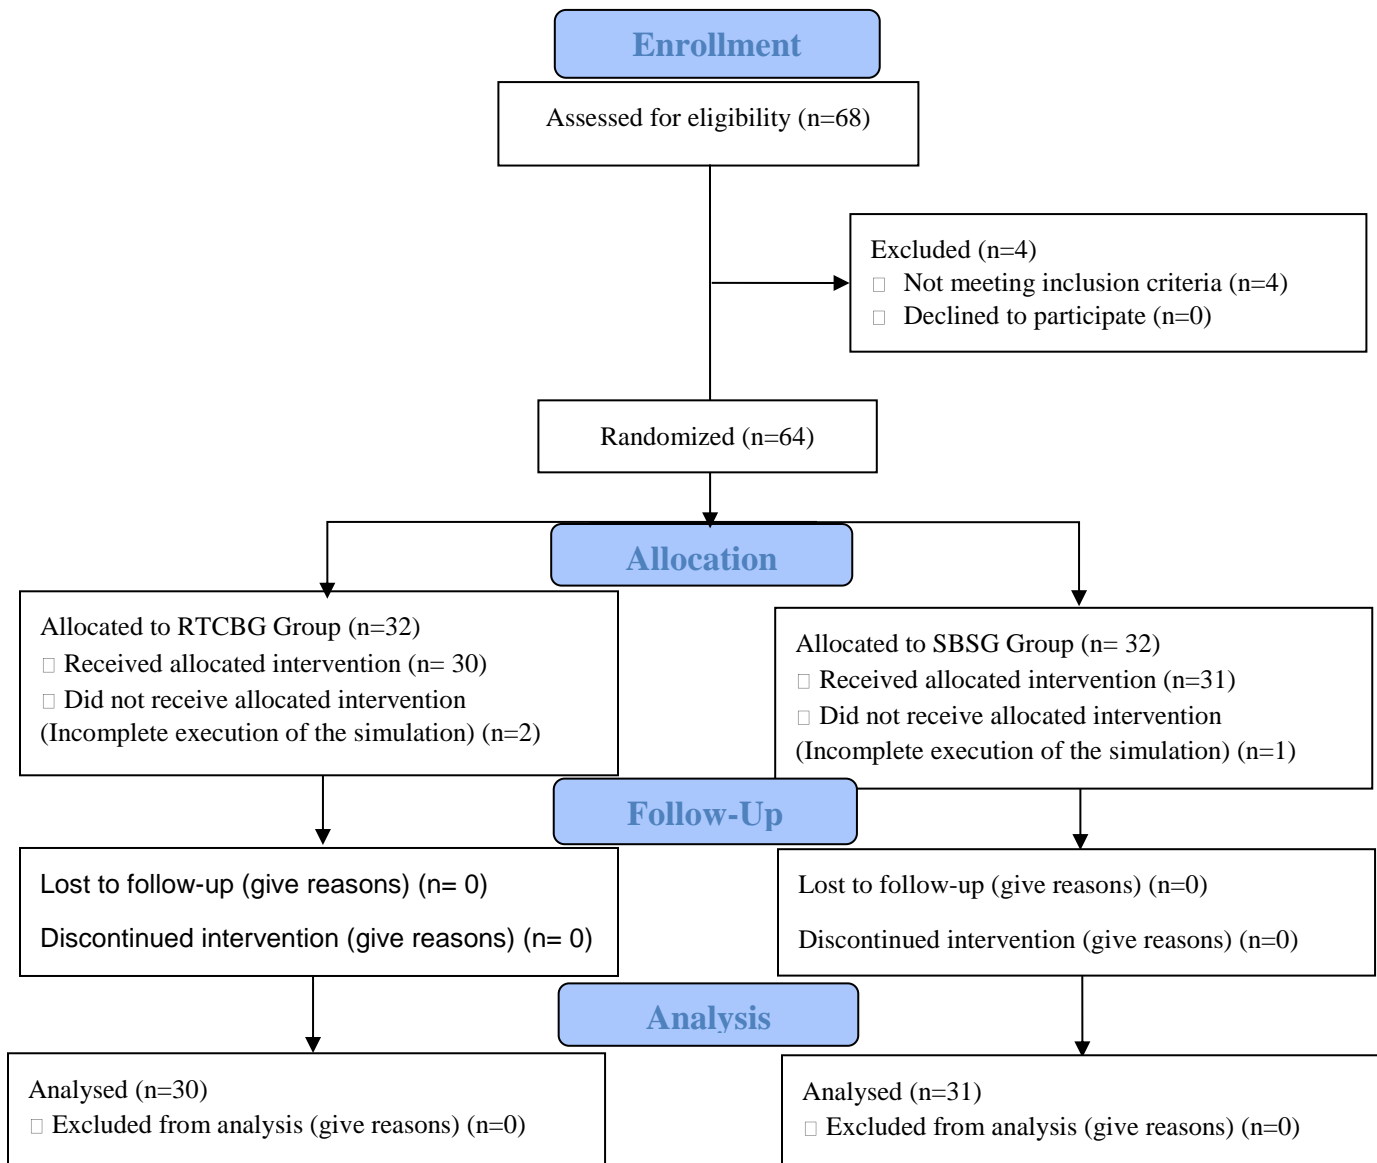 Enrollment
Assessed for eligibility (n=68)
Excluded (n=4)
□ Not meeting inclusion criteria (n=4)
□ Declined to participate (n=0)
Randomized (n=64)
Allocation
Allocated to RTCBG Group (n=32)
□ Received allocated intervention (n= 30)
□ Did not receive allocated intervention
(Incomplete execution of the simulation) (n=2)
Allocated to SBSG Group (n= 32)
□ Received allocated intervention (n=31)
□ Did not receive allocated intervention
(Incomplete execution of the simulation) (n=1)
Follow-Up
Lost to follow-up (give reasons) (n= 0)
Discontinued intervention (give reasons) (n= 0)
Lost to follow-up (give reasons) (n=0)
Discontinued intervention (give reasons) (n=0)
Analysis
Analysed (n=30)
□ Excluded from analysis (give reasons) (n=0)
Analysed (n=31)
□ Excluded from analysis (give reasons) (n=0)